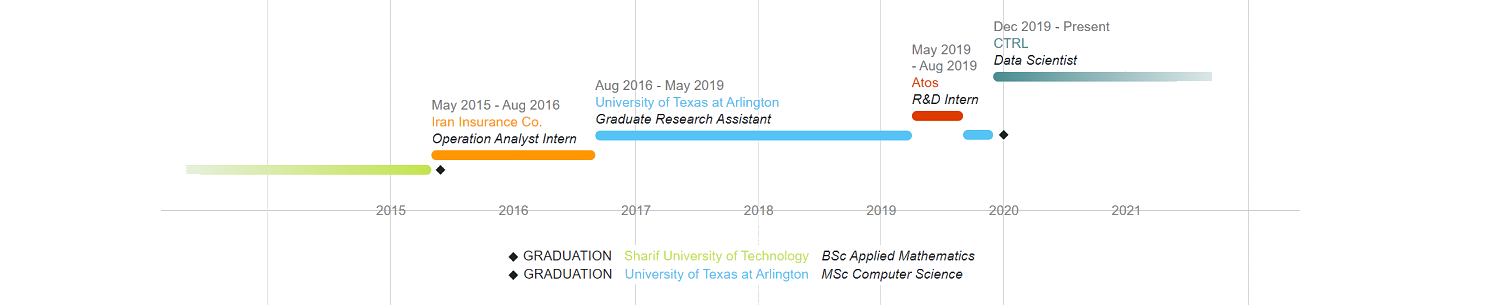 Dec 2019 - Present
CTRL
Data Scientist
May 2019
- Aug 2019
Atos
R&D Intern
Aug 2016 - May 2019
University of Texas at Arlington
Graduate Research Assistant
May 2015 - Aug 2016
Iran Insurance Co.
Operation Analyst Intern
2015 2016 2017 2018 2019 2020 2021
GRADUATION Sharif University of Technology BSc Applied Mathematics
GRADUATION University of Texas at Arlington MSc Computer Science